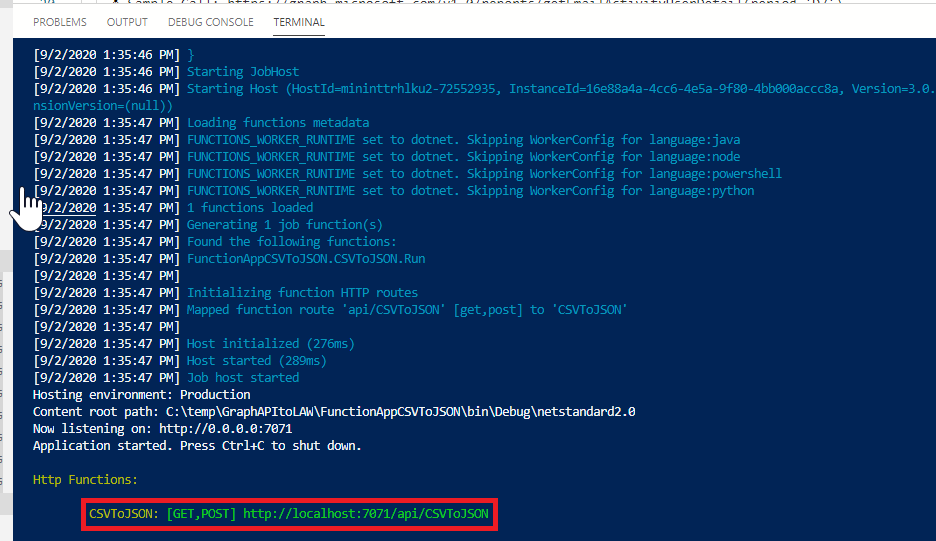 * Sample Call: https://graph.microsoft.com/v1.0/reports/getEmailActivityUserDetail(period='D7')
PROBLEMS OUTPUT DEBUG CONSOLE TERMINAL
[9/2/2020 1:35:46 PM] }
[9/2/2020 1:35:46 PM] Starting JobHost
[9/2/2020 1:35:46 PM] Starting Host (HostId=mininttrhlku2-72552935, InstanceId=16e88a4a-4cc6-4e5a-9f80-4bb000accc8a, Version=3.0.
nsionVersion=(null))
[9/2/2020 1:35:47 PM] Loading functions metadata
[9/2/2020 1:35:47 PM] FUNCTIONS_WORKER_RUNTIME set to dotnet. Skipping WorkerConfig for language:java
[9/2/2020 1:35:47 PM] FUNCTIONS_WORKER_RUNTIME set to dotnet. Skipping WorkerConfig for language:node
[9/2/2020 1:35:47 PM] FUNCTIONS_WORKER_RUNTIME set to dotnet. Skipping WorkerConfig for language:powershell
[9/2/2020 1:35:47 PM] FUNCTIONS_WORKER_RUNTIME set to dotnet. Skipping WorkerConfig for language:python
9/2/2020 1:35:47 PM] 1 functions loaded
[9/2/2020 1:35:47 PM] Generating 1 job function(s)
[9/2/2020 1:35:47 PM] Found the following functions:
[9/2/2020 1:35:47 PM] FunctionAppCSVToJSON.CSVToJSON.Run
[9/2/2020 1:35:47 PM]
[9/2/2020 1:35:47 PM] Initializing function HTTP routes
[9/2/2020 1:35:47 PM] Mapped function route 'api/CSVToJSON' [get,post] to 'CSVToJSON'
[9/2/2020 1:35:47 PM]
[9/2/2020 1:35:47 PM] Host initialized (276ms)
[9/2/2020 1:35:47 PM] Host started (289ms)
[9/2/2020 1:35:47 PM] Job host started
Hosting environment: Production
Content root path: C:\temp\GraphAPItoLAW\FunctionAppCSVToJSON\bin\Debug\netstandard2.0
Now listening on: http://0.0.0.0:7071
Application started. Press Ctrl+C to shut down.
Http Functions:
CSVToJSON: [GET,POST] http://localhost:7071/api/CSVToJSON